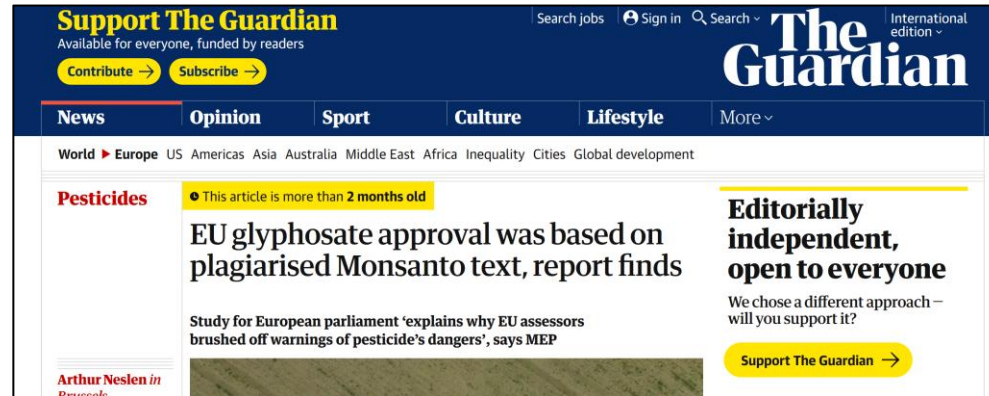 Support The Guardian
Available for everyone, funded by readers
Contribute →
Subscribe →
Search jobs
Sign in
Search
The
Guardian
International
edition
News
Opinion
Sport
Culture
Lifestyle
More
World ▶ Europe US Americas Asia Australia Middle East Africa Inequality Cities Global development
Pesticides
This article is more than 2 months old
EU glyphosate approval was based on
plagiarised Monsanto text, report finds
Study for European parliament ‘explains why EU assessors
brushed off warnings of pesticide’s dangers’, says MEP
Arthur Neslen in
Brussels
Editorially
independent,
open to everyone
We chose a different approach —
will you support it?
Support The Guardian →